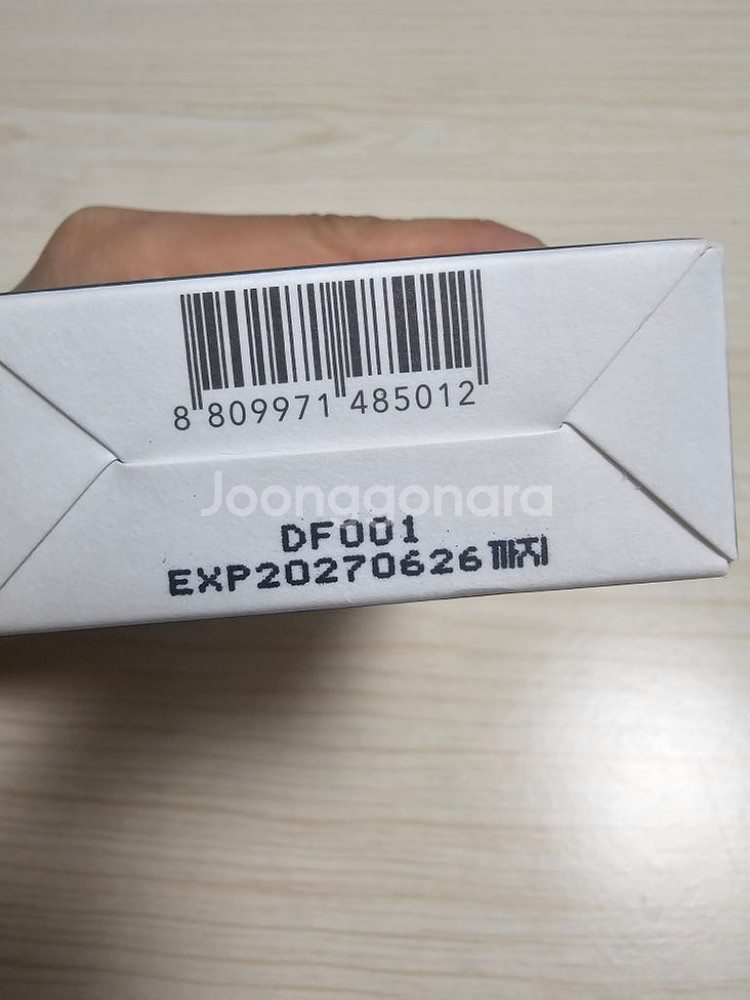 8 809971 485012
Joonggonara
DF001
EXP20270626까지